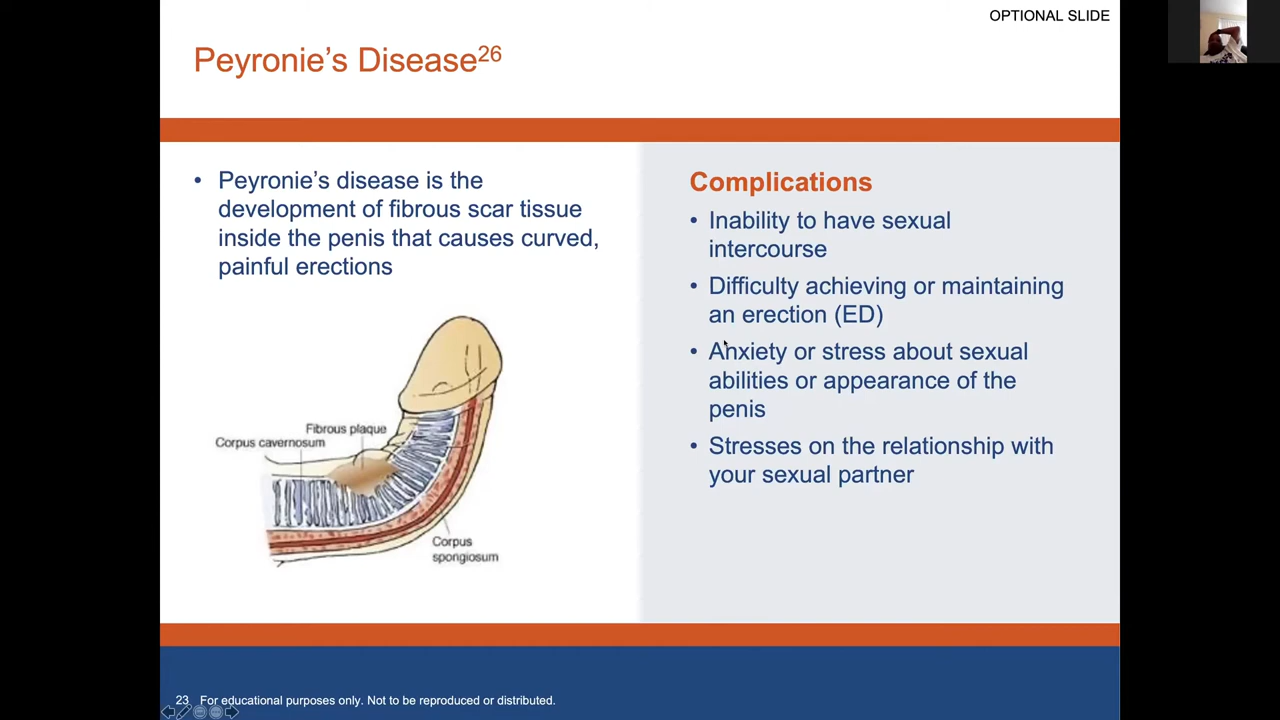 OPTIONAL SLIDE
Peyronie’s Disease26
• Peyronie’s disease is the
development of fibrous scar tissue
inside the penis that causes curved,
painful erections
Fibrous plaque
Corpus cavernosum
Corpus
spongiosum
Complications
• Inability to have sexual
intercourse
• Difficulty achieving or maintaining
an erection (ED)
• Anxiety or stress about sexual
abilities or appearance of the
penis
• Stresses on the relationship with
your sexual partner
23 For educational purposes only. Not to be reproduced or distributed.